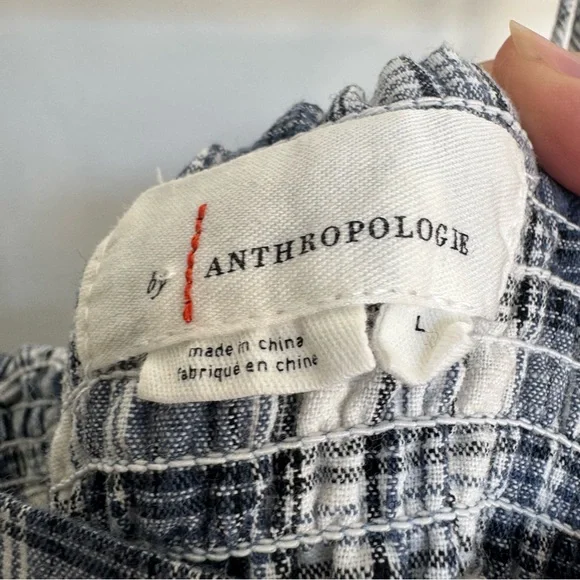 by ANTHROPOLOGIE
made in china
fabriqué en chine
L